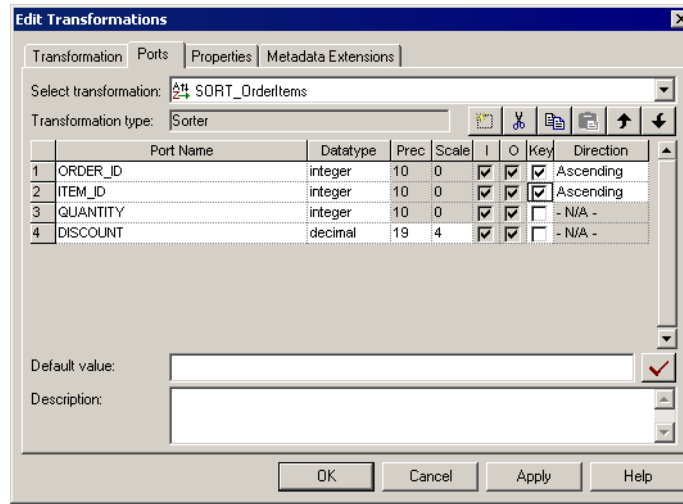 Edit Transformations
Transformation Ports Properties Metadata Extensions
Select transformation: SORT_OrderItems
Transformation type: Sorter
Port Name Datatype Prec Scale I O Key Direction
1 ORDER_ID integer 10 0 Ascending
2 ITEM_ID integer 10 0 Ascending
3 QUANTITY integer 10 0 - N/A -
4 DISCOUNT decimal 19 4 - N/A -
Default value:
Description:
OK Cancel Apply Help